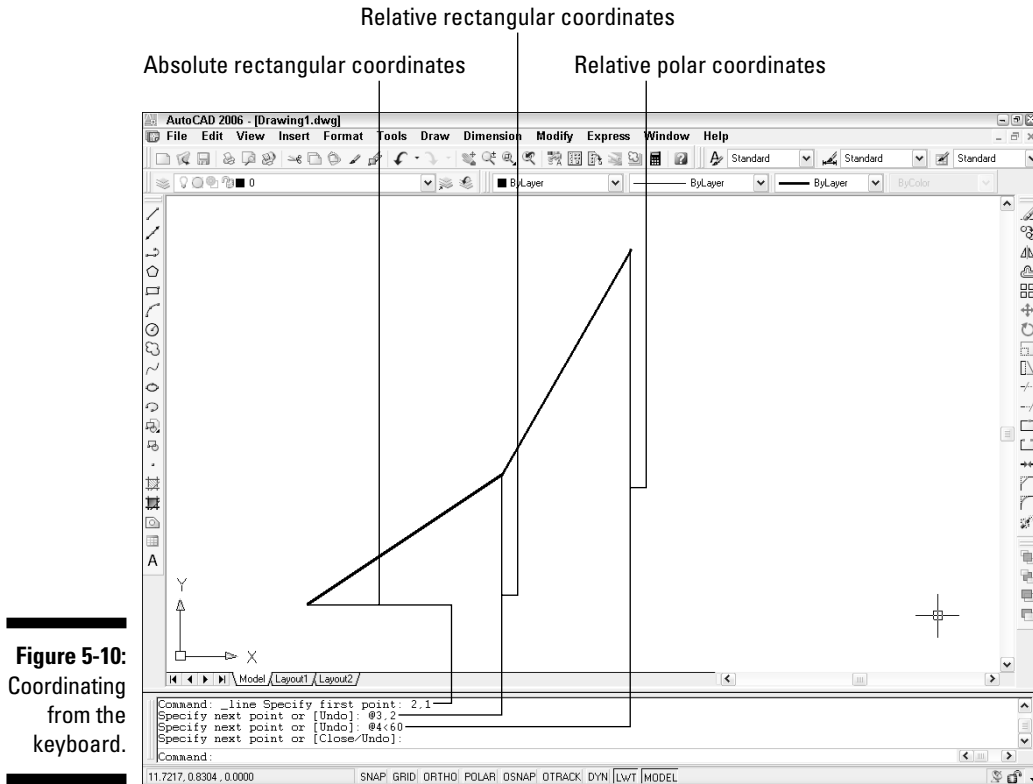 Relative rectangular coordinates
Absolute rectangular coordinates
Relative polar coordinates
AutoCAD 2006 - [Drawing1.dwg]
File Edit View Insert Format Tools Draw Dimension Modify Express Window Help
Standard Standard Standard
0 ByLayer ByLayer ByLayer ByColor
A
Y
X
Model Layout1 Layout2
Figure 5-10:
Coordinating
from the
keyboard.
Command: _line Specify first point: 2,1
Specify next point or [Undo]: @3,2
Specify next point or [Undo]: @4<60
Specify next point or [Close/Undo]:
Command:
11.7217, 0.8304 , 0.0000 SNAP GRID ORTHO POLAR OSNAP OTRACK DYN LWT MODEL